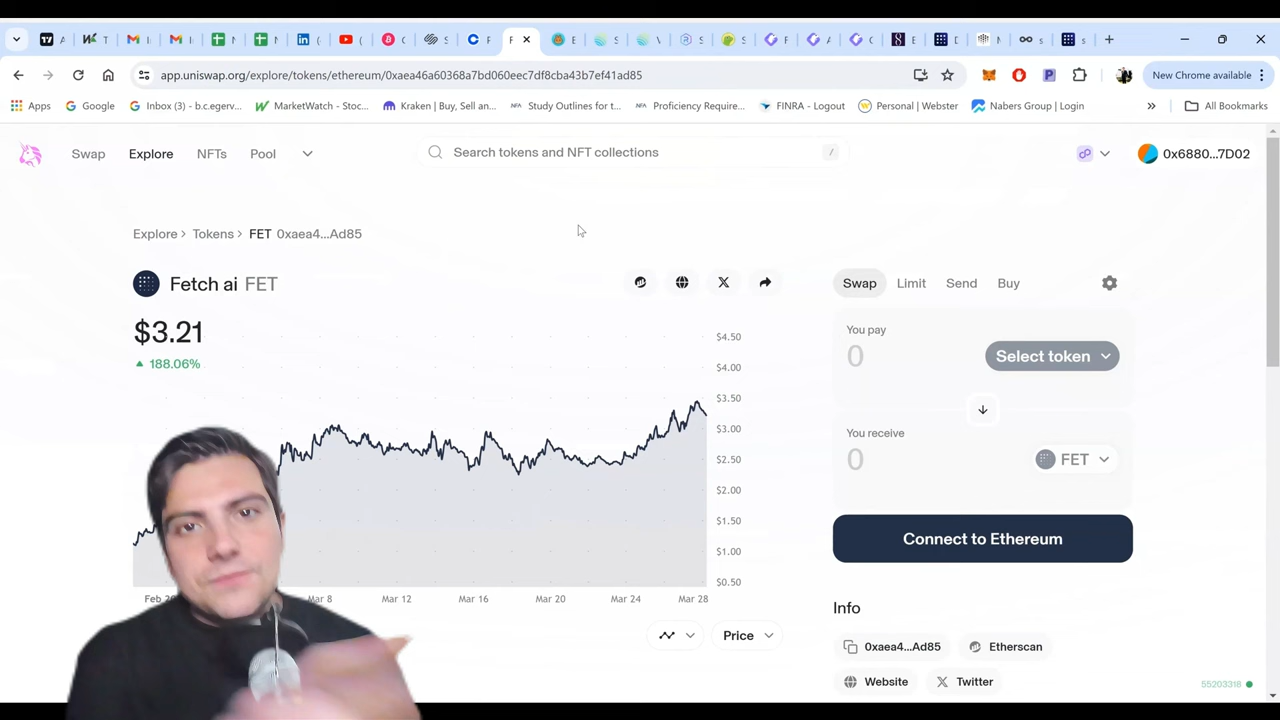 app.uniswap.org/explore/tokens/ethereum/0xaea46a60368a7bd060eec7df8cba43b7ef41ad85
New Chrome available
Apps
Google
Inbox (3) - b.c.egerv...
MarketWatch - Stoc...
Kraken | Buy, Sell an...
NFA Study Outlines for t...
NFA Proficiency Require...
FINRA - Logout
Personal | Webster
Nabers Group | Login
»
All Bookmarks
Swap
Explore
NFTs
Pool
Search tokens and NFT collections
/
0x6880...7D02
Explore > Tokens > FET 0xaea4...Ad85
Fetch ai FET
$3.21
188.06%
$4.50
$4.00
$3.50
$3.00
$2.50
$2.00
$1.50
$1.00
$0.50
Mar 8
Mar 12
Mar 16
Mar 20
Mar 24
Mar 28
Price
Swap
Limit
Send
Buy
You pay
0
Select token
You receive
0
FET
Connect to Ethereum
Info
0xaea4...Ad85
Etherscan
Website
Twitter
55203318